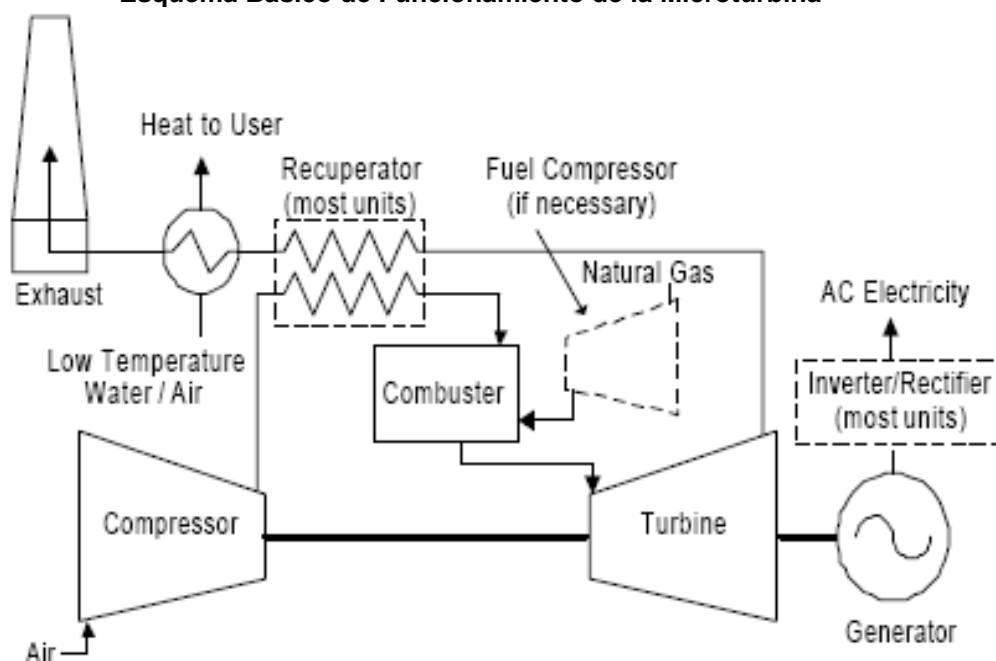 Esquema Básico de Funcionamiento de la Microturbina
Heat to User
Recuperator
(most units)
Fuel Compressor
(if necessary)
Natural Gas
AC Electricity
Exhaust
Low Temperature
Water / Air
Combuster
Inverter/Rectifier
(most units)
Compressor
Turbine
Generator
Air